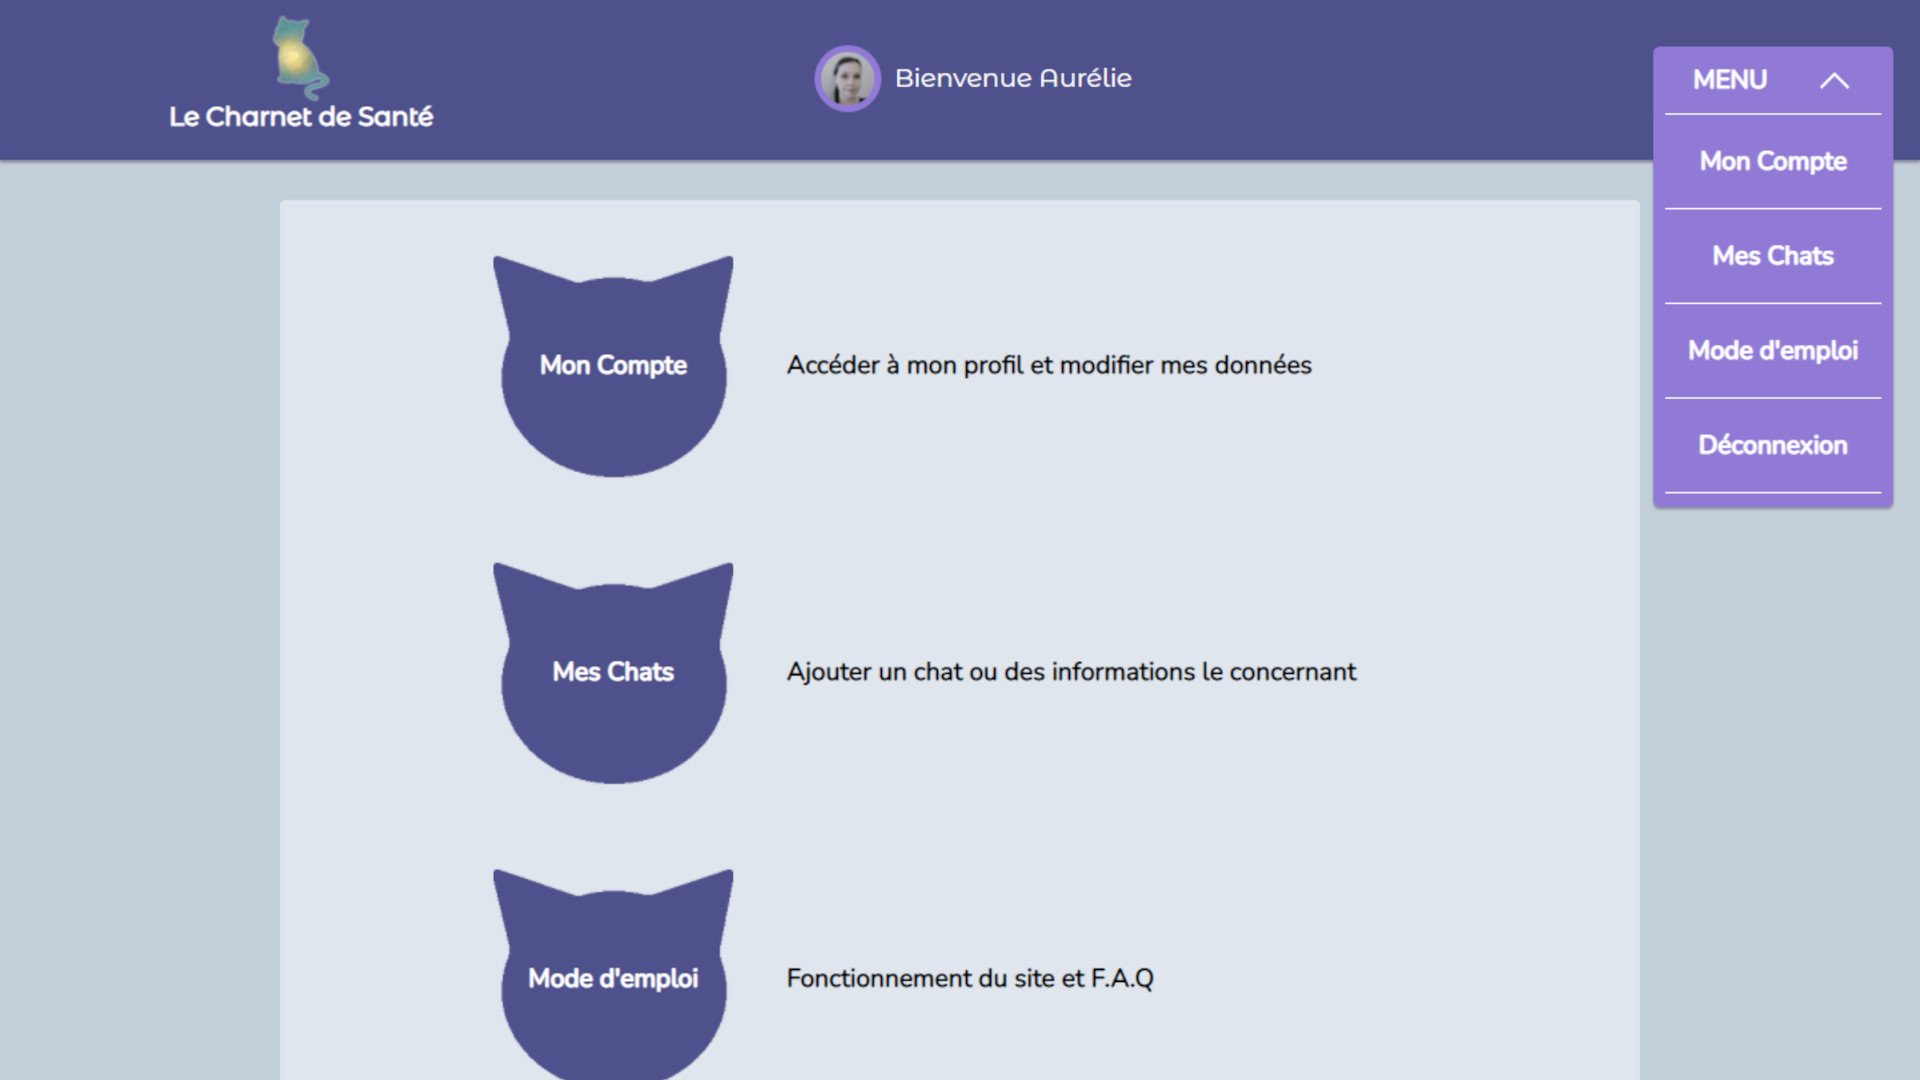 Le Charnet de Santé
Bienvenue Aurélie
MENU
Mon Compte
Mes Chats
Mode d'emploi
Déconnexion
Mon Compte
Accéder à mon profil et modifier mes données
Mes Chats
Ajouter un chat ou des informations le concernant
Mode d'emploi
Fonctionnement du site et F.A.Q